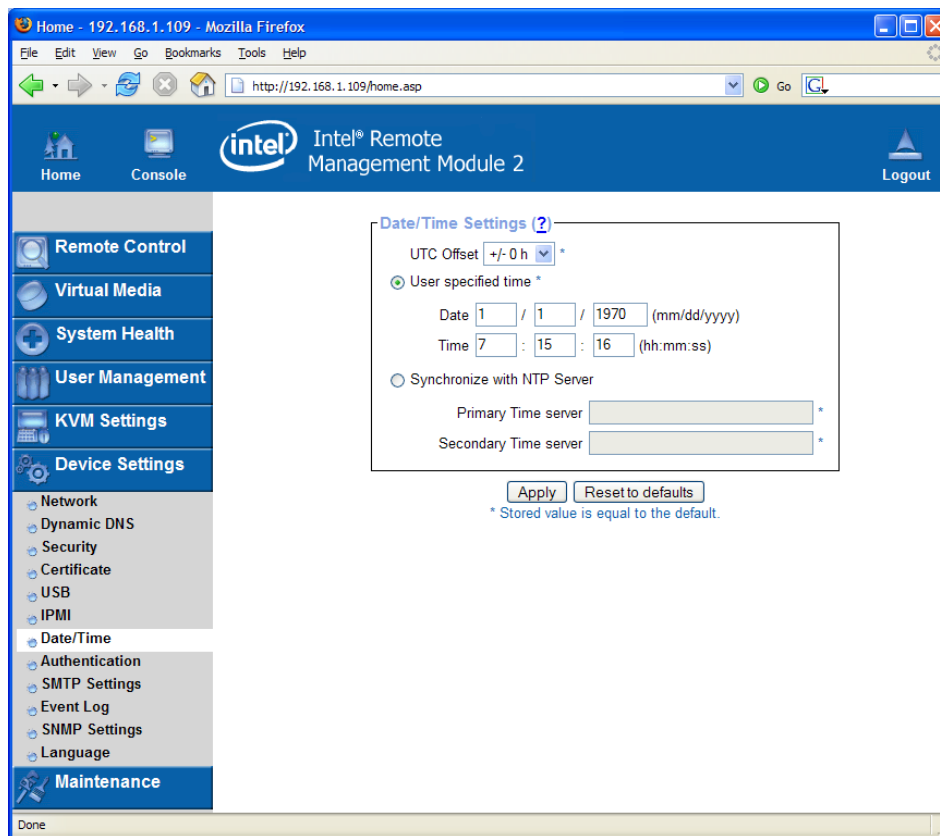 Home - 192.168.1.109 - Mozilla Firefox
File Edit View Go Bookmarks Tools Help
http://192.168.1.109/home.asp Go G
Home Console
intel Intel® Remote
Management Module 2
Logout
Remote Control
Virtual Media
System Health
User Management
KVM Settings
Device Settings
Network
Dynamic DNS
Security
Certificate
USB
IPMI
Date/Time
Authentication
SMTP Settings
Event Log
SNMP Settings
Language
Maintenance
Date/Time Settings (?)
UTC Offset +/- 0 h *
User specified time *
Date 1 / 1 / 1970 (mm/dd/yyyy)
Time 7 : 15 : 16 (hh:mm:ss)
Synchronize with NTP Server
Primary Time server *
Secondary Time server *
Apply Reset to defaults
* Stored value is equal to the default.
Done